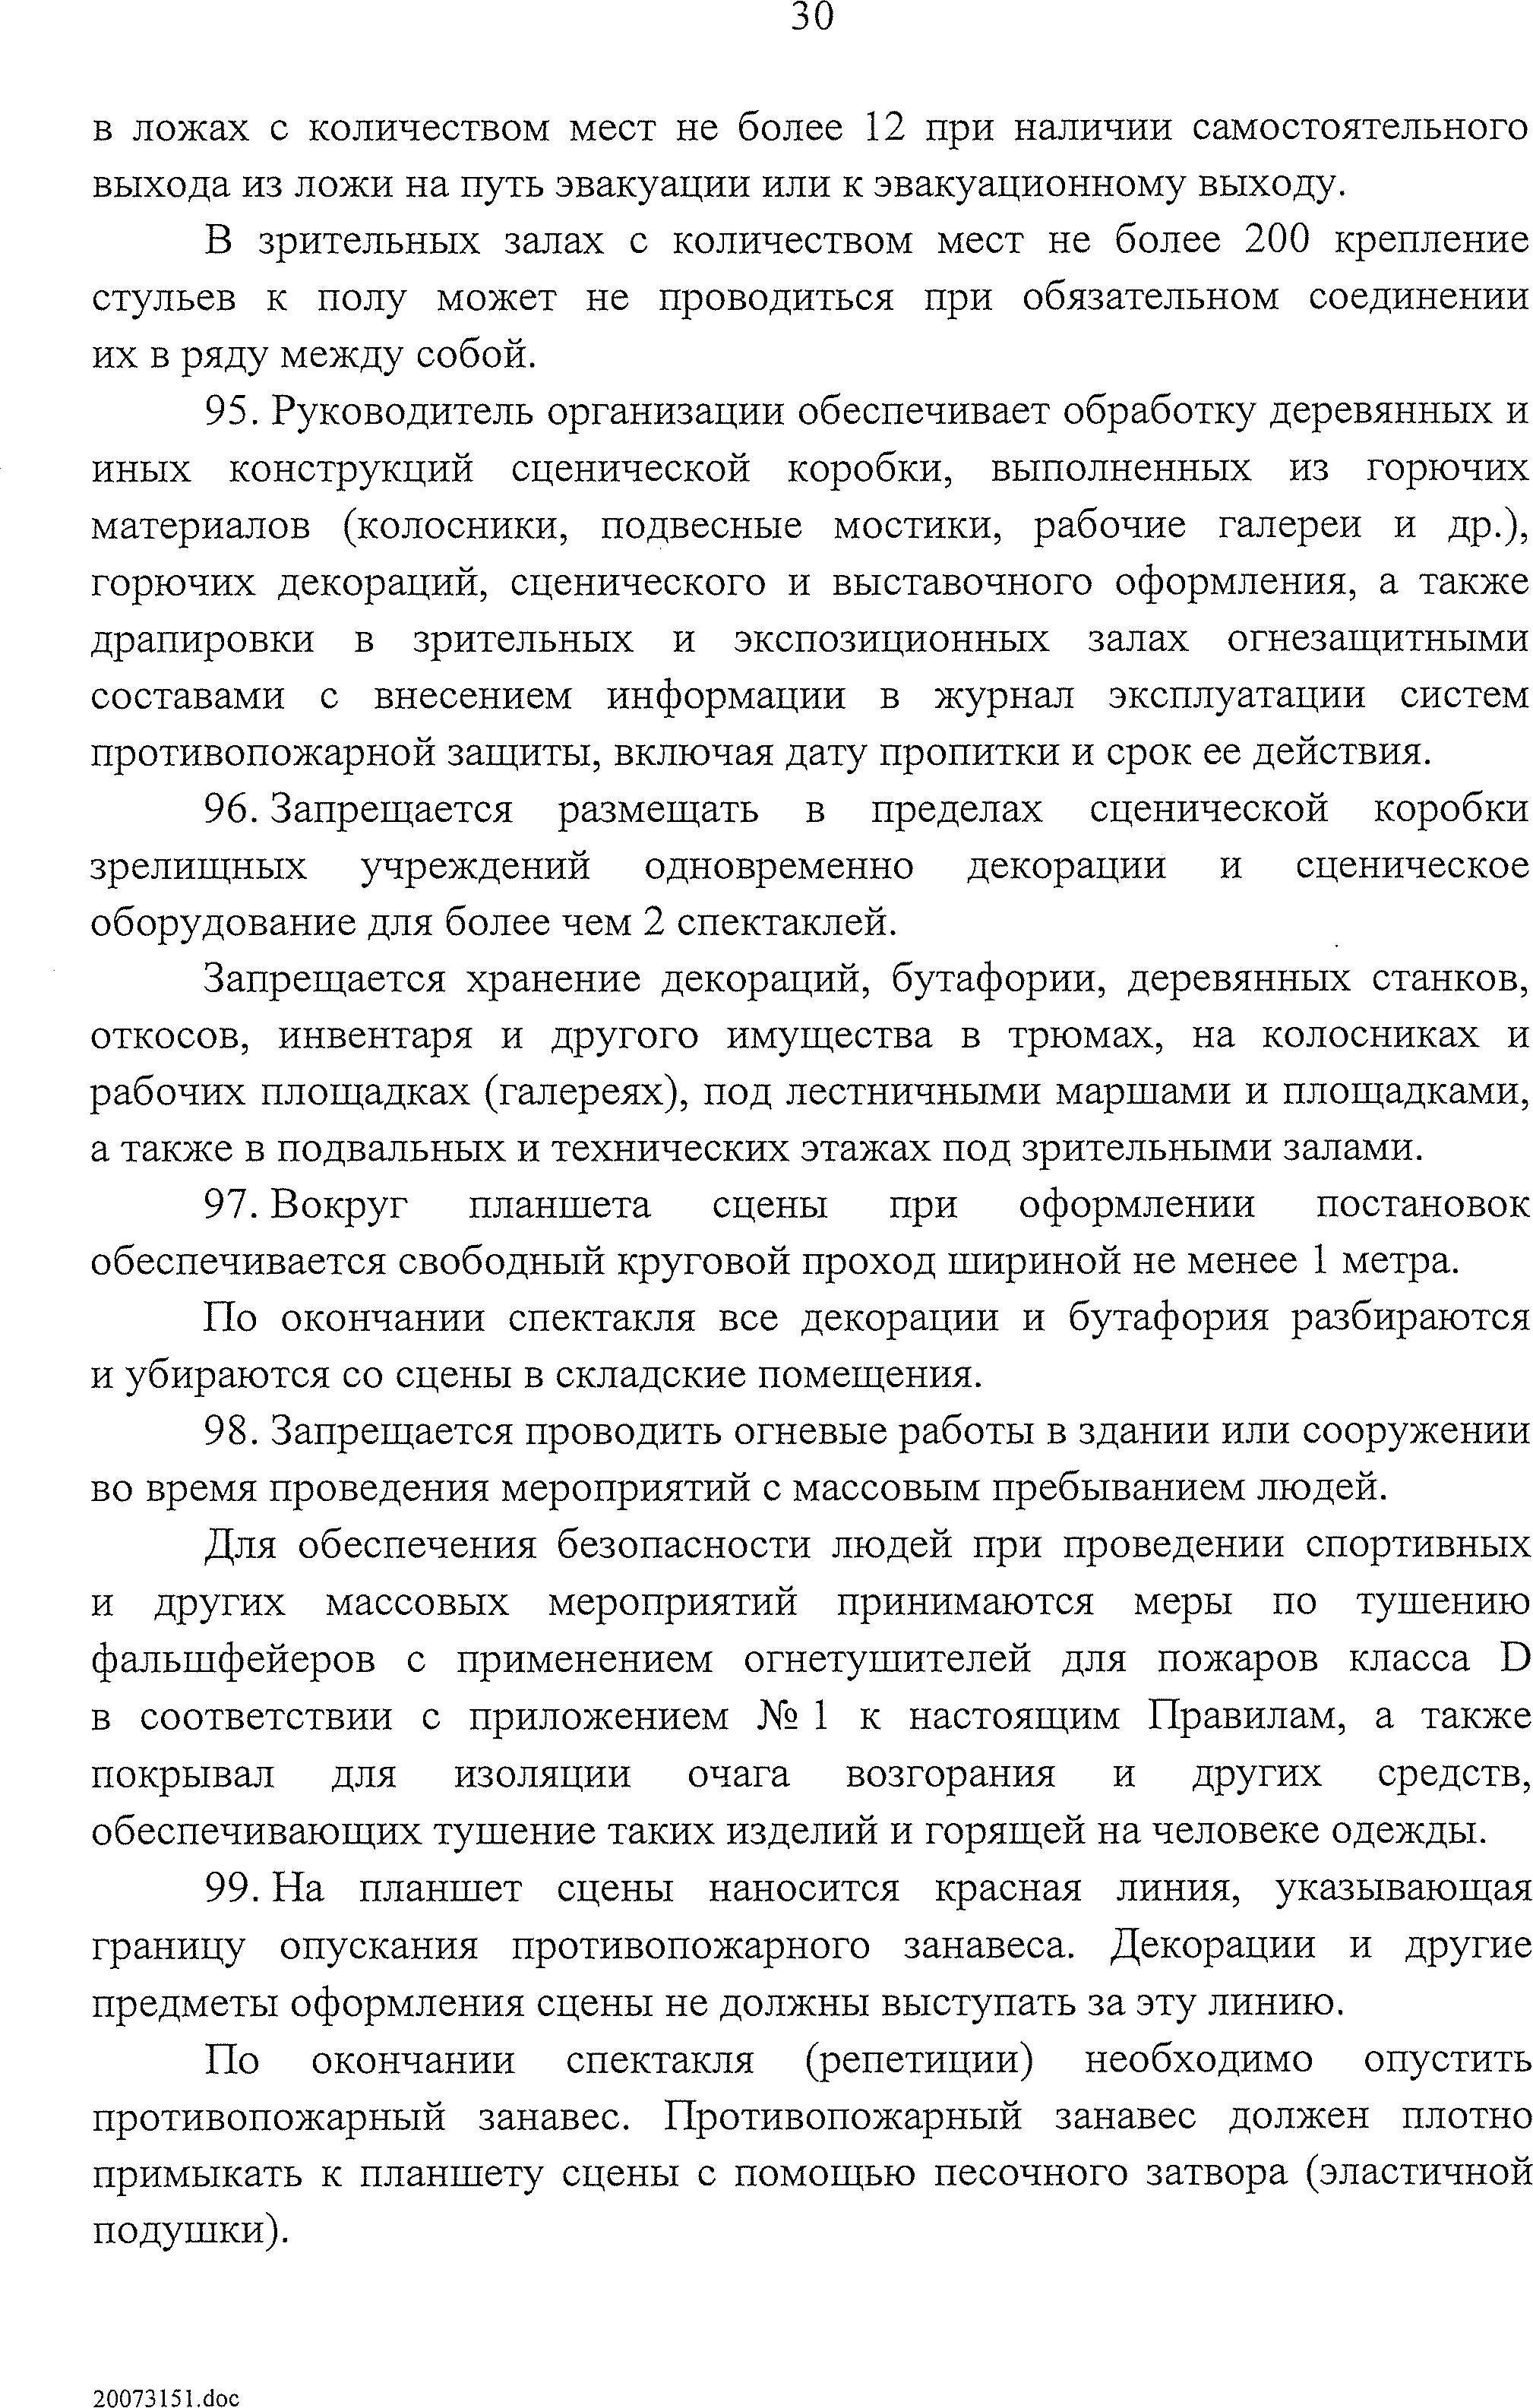 30
в ложах с количеством мест не более 12 при наличии самостоятельного
выхода из ложи на путь эвакуации или к эвакуационному выходу.
В зрительных залах с количеством мест не более 200 крепление
стульев к полу может не проводиться при обязательном соединении
их в ряду между собой.
95. Руководитель организации обеспечивает обработку деревянных и
иных конструкций сценической коробки, выполненных из горючих
материалов (колосники, подвесные мостики, рабочие галереи и др.),
горючих декораций, сценического и выставочного оформления, а также
драпировки в зрительных и экспозиционных залах огнезащитными
составами с внесением информации в журнал эксплуатации систем
противопожарной защиты, включая дату пропитки и срок ее действия.
96. Запрещается размещать в пределах сценической коробки
зрелищных учреждений одновременно декорации и сценическое
оборудование для более чем 2 спектаклей.
Запрещается хранение декораций, бутафории, деревянных станков,
откосов, инвентаря и другого имущества в трюмах, на колосниках и
рабочих площадках (галереях), под лестничными маршами и площадками,
а также в подвальных и технических этажах под зрительными залами.
97. Вокруг планшета сцены при оформлении постановок
обеспечивается свободный круговой проход шириной не менее 1 метра.
По окончании спектакля все декорации и бутафория разбираются
и убираются со сцены в складские помещения.
98. Запрещается проводить огневые работы в здании или сооружении
во время проведения мероприятий с массовым пребыванием людей.
Для обеспечения безопасности людей при проведении спортивных
и других массовых мероприятий принимаются меры по тушению
фальшфейеров с применением огнетушителей для пожаров класса D
в соответствии с приложением № 1 к настоящим Правилам, а также
покрывал для изоляции очага возгорания и других средств,
обеспечивающих тушение таких изделий и горящей на человеке одежды.
99. На планшет сцены наносится красная линия, указывающая
границу опускания противопожарного занавеса. Декорации и другие
предметы оформления сцены не должны выступать за эту линию.
По окончании спектакля (репетиции) необходимо опустить
противопожарный занавес. Противопожарный занавес должен плотно
примыкать к планшету сцены с помощью песочного затвора (эластичной
подушки).
20073151.doc